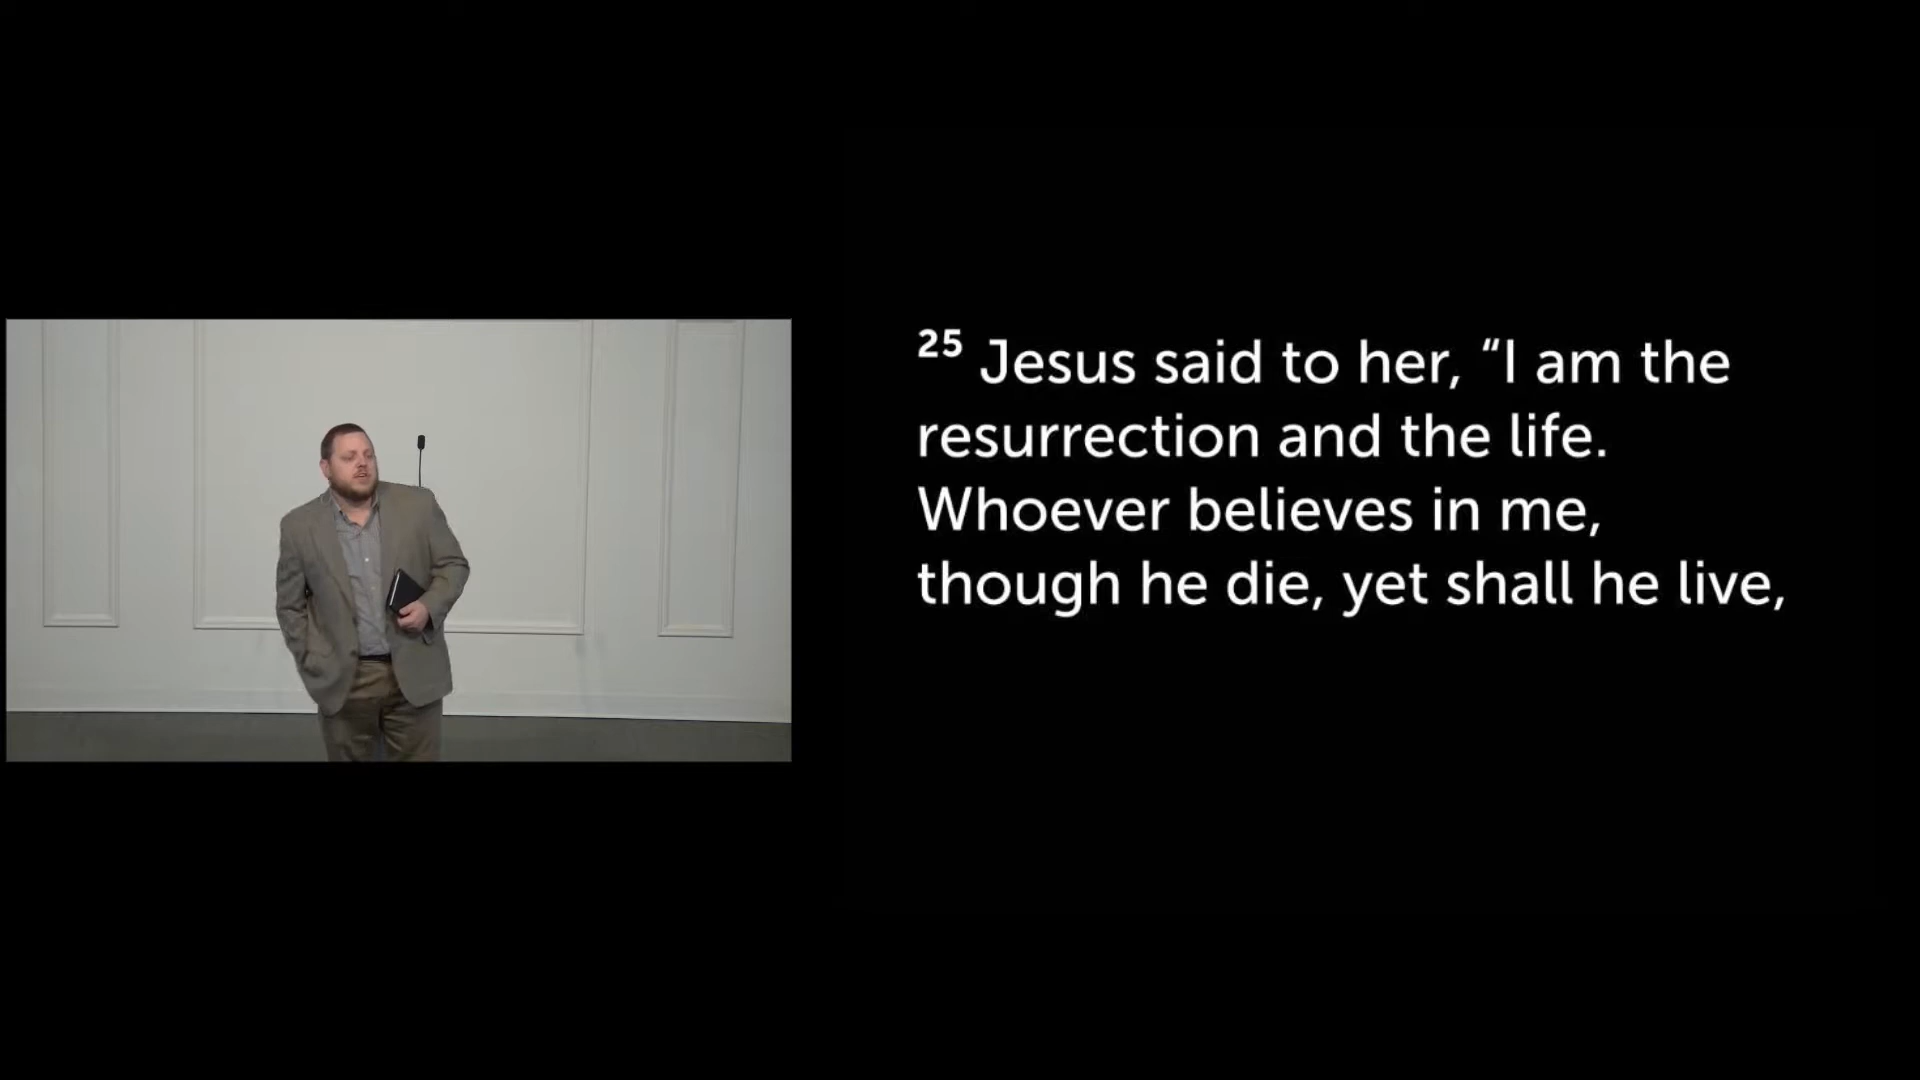 25 Jesus said to her, “I am the
resurrection and the life.
Whoever believes in me,
though he die, yet shall he live,